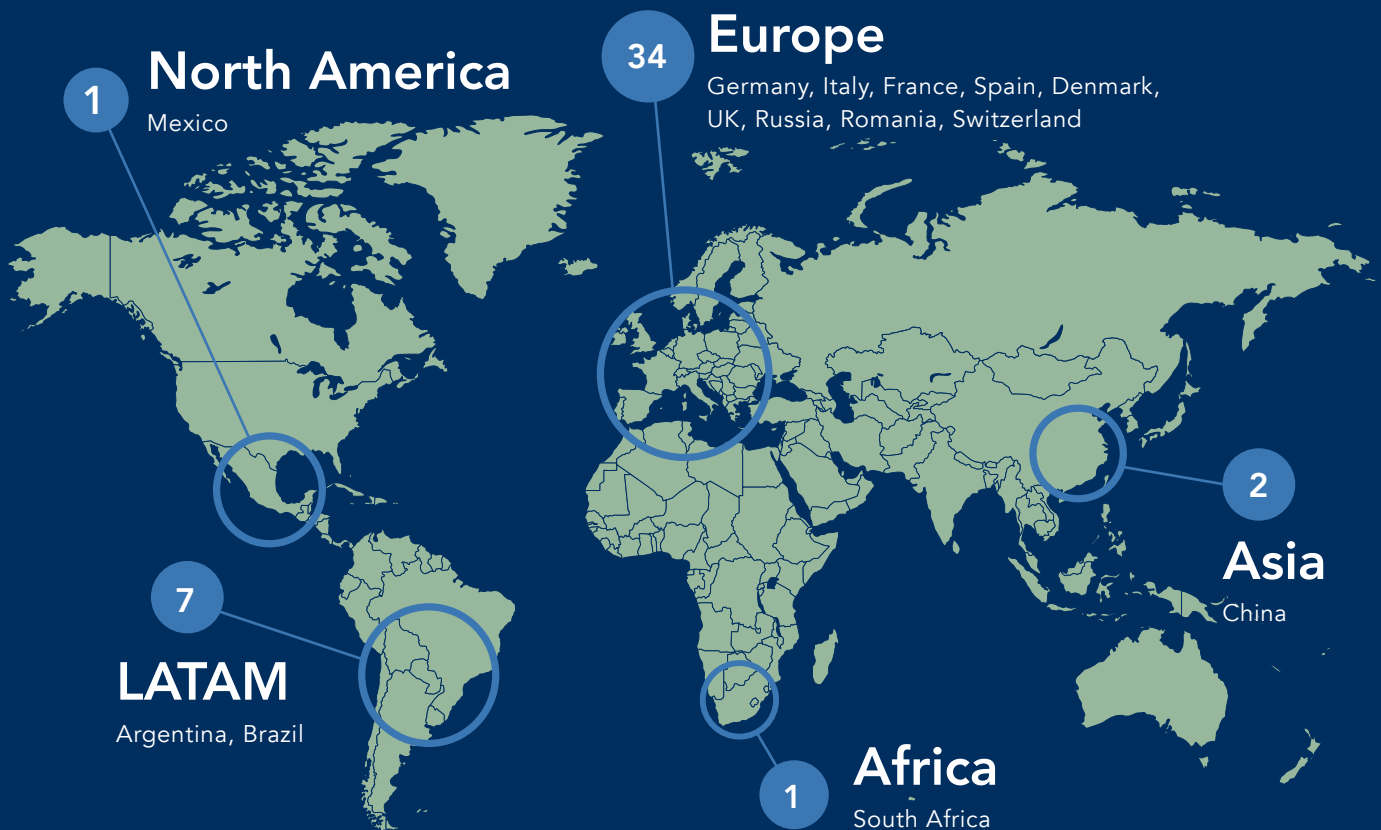 1
North America
Mexico
34
Europe
Germany, Italy, France, Spain, Denmark,
UK, Russia, Romania, Switzerland
2
Asia
China
7
LATAM
Argentina, Brazil
1
Africa
South Africa